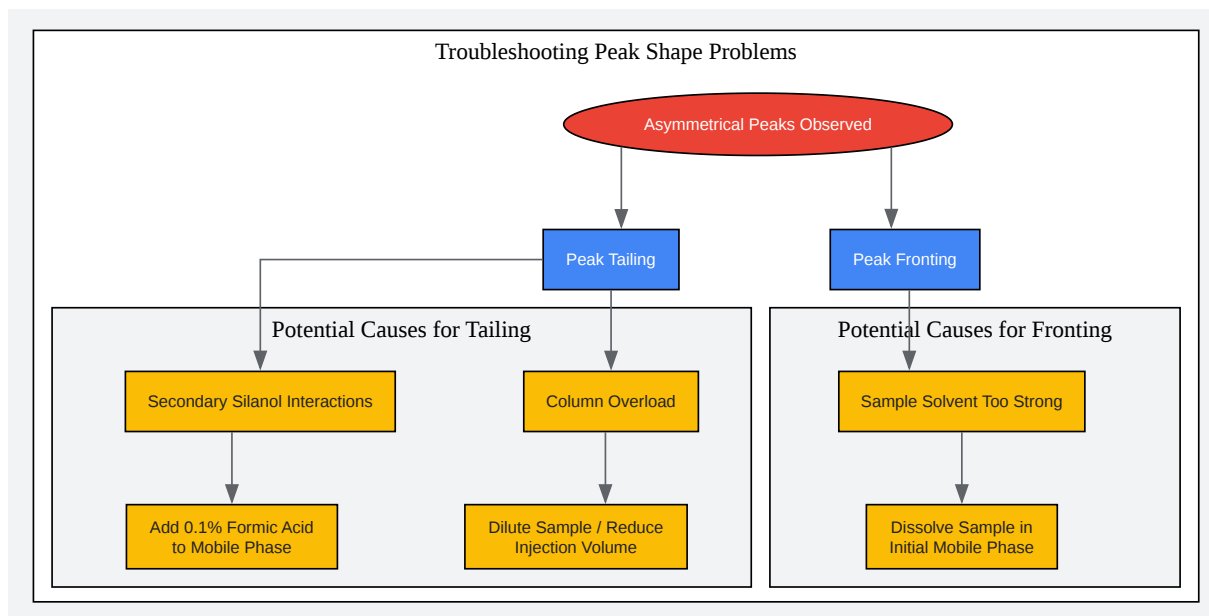 Troubleshooting Peak Shape Problems
Asymmetrical Peaks Observed
Peak Tailing
Peak Fronting
Potential Causes for Tailing
Potential Causes for Fronting
Secondary Silanol Interactions
Column Overload
Sample Solvent Too Strong
Add 0.1% Formic Acid
to Mobile Phase
Dilute Sample / Reduce
Injection Volume
Dissolve Sample in
Initial Mobile Phase